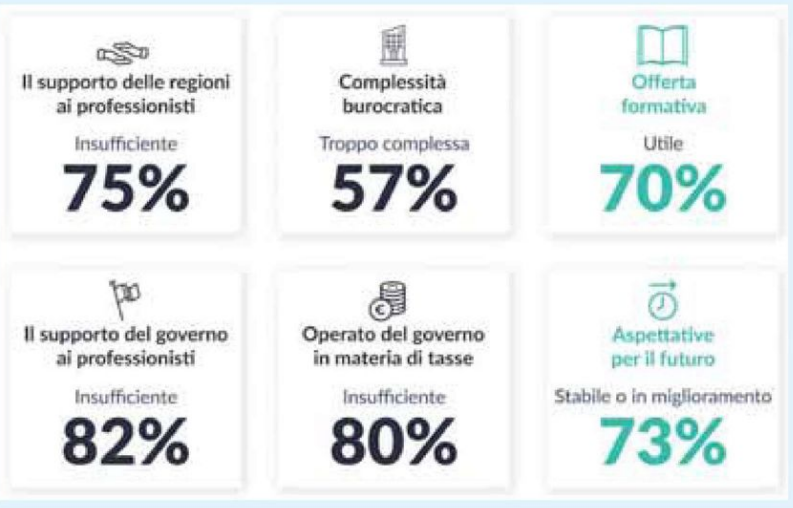 Il supporto delle regioni
ai professionisti
Insufficiente
75%
Complessità
burocratica
Troppo complessa
57%
Offerta
formativa
Utile
70%
Il supporto del governo
ai professionisti
Insufficiente
82%
Operato del governo
in materia di tasse
Insufficiente
80%
Aspettative
per il futuro
Stabile o in miglioramento
73%